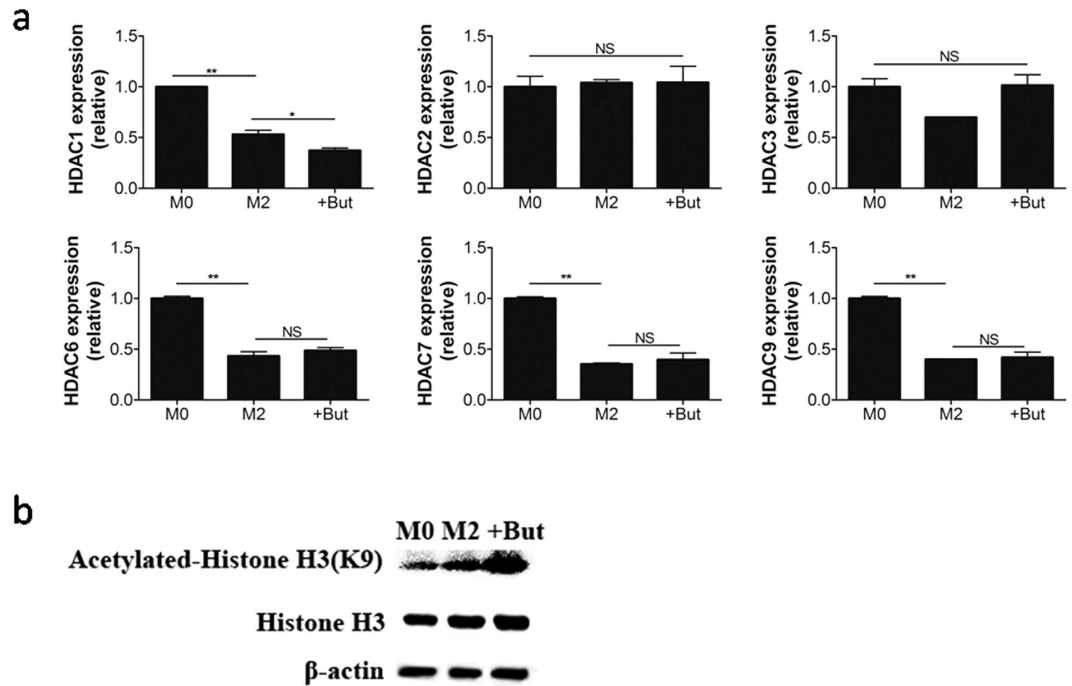 a
HDAC1 expression
(relative)
1.5
1.0
0.5
0.0
**
*
M0 M2 +But
HDAC2 expression
(relative)
1.5
1.0
0.5
0.0
NS
M0 M2 +But
HDAC3 expression
(relative)
1.5
1.0
0.5
0.0
NS
M0 M2 +But
HDAC6 expression
(relative)
1.5
1.0
0.5
0.0
**
NS
M0 M2 +But
HDAC7 expression
(relative)
1.5
1.0
0.5
0.0
**
NS
M0 M2 +But
HDAC9 expression
(relative)
1.5
1.0
0.5
0.0
**
NS
M0 M2 +But
b
M0 M2 +But
Acetylated-Histone H3(K9)
Histone H3
β-actin